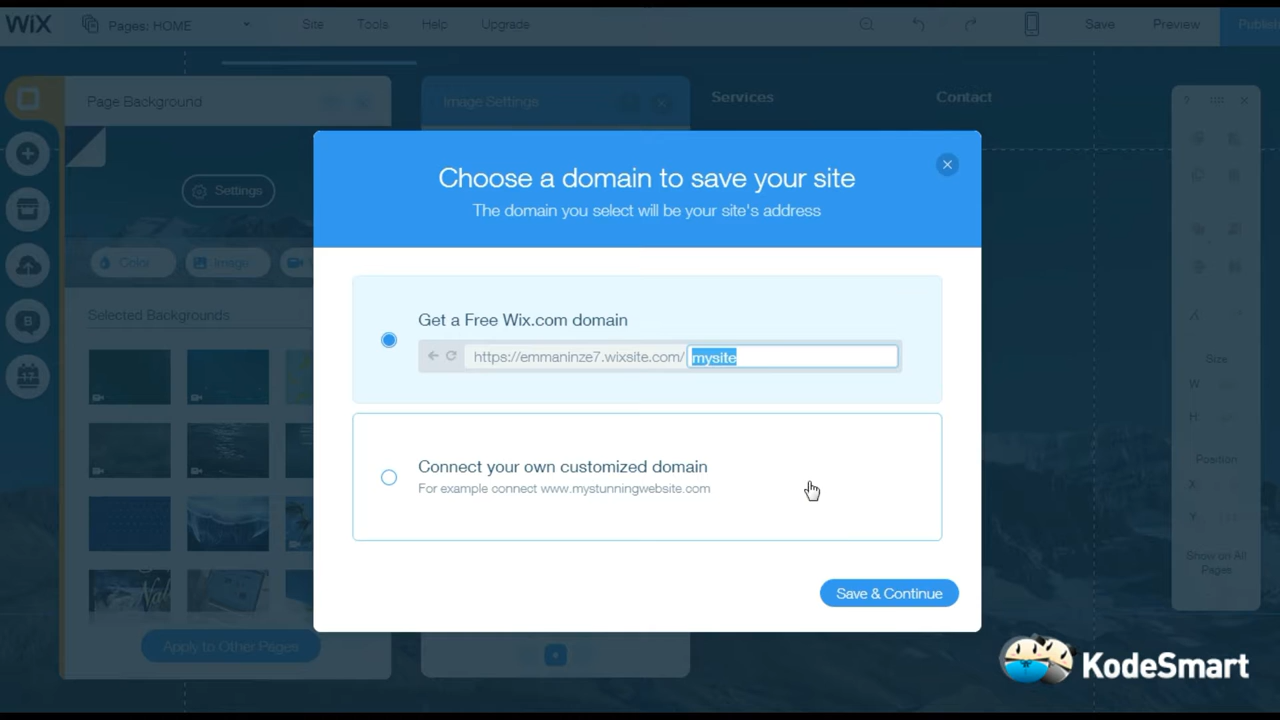 WiX
Pages: HOME
Site
Tools
Help
Upgrade
Save
Preview
Publish
Page Background
Image Settings
Services
Contact
Settings
Color
Image
Selected Backgrounds
Apply to Other Pages
Choose a domain to save your site
The domain you select will be your site's address
Get a Free Wix.com domain
https://emmaninze7.wixsite.com/ mysite
Connect your own customized domain
For example connect www.mystunningwebsite.com
Save & Continue
?
Size
W
H:
Position
X
Y
Show on All
Pages
KodeSmart